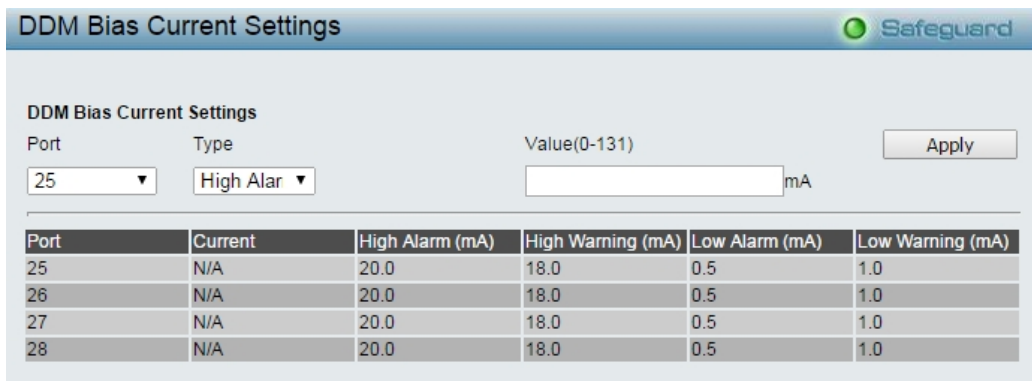 DDM Bias Current Settings
Safeguard
DDM Bias Current Settings
Port Type Value(0-131) Apply
25 High Alar mA
Port Current High Alarm (mA) High Warning (mA) Low Alarm (mA) Low Warning (mA)
25 N/A 20.0 18.0 0.5 1.0
26 N/A 20.0 18.0 0.5 1.0
27 N/A 20.0 18.0 0.5 1.0
28 N/A 20.0 18.0 0.5 1.0